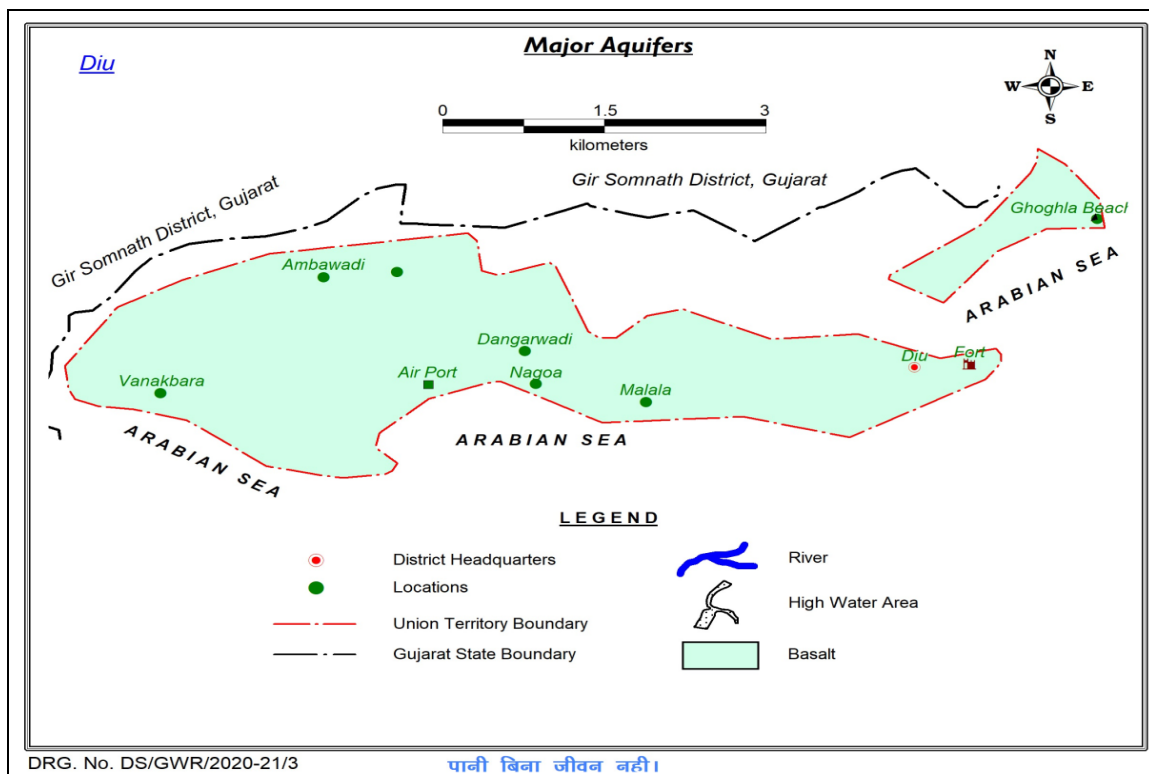 Major Aquifers
Diu
N
W E
S
0 1.5 3
kilometers
Gir Somnath District, Gujarat
Gir Somnath District, Gujarat
Ghoghla Beach
ARABIAN SEA
Ambawadi
Dangarwadi
Diu Fort
Vanakbara
Air Port
Nagoa
Malala
ARABIAN SEA
ARABIAN SEA
LEGEND
District Headquarters
Locations
Union Territory Boundary
Gujarat State Boundary
River
High Water Area
Basalt
DRG. No. DS/GWR/2020-21/3
पानी बिना जीवन नही।